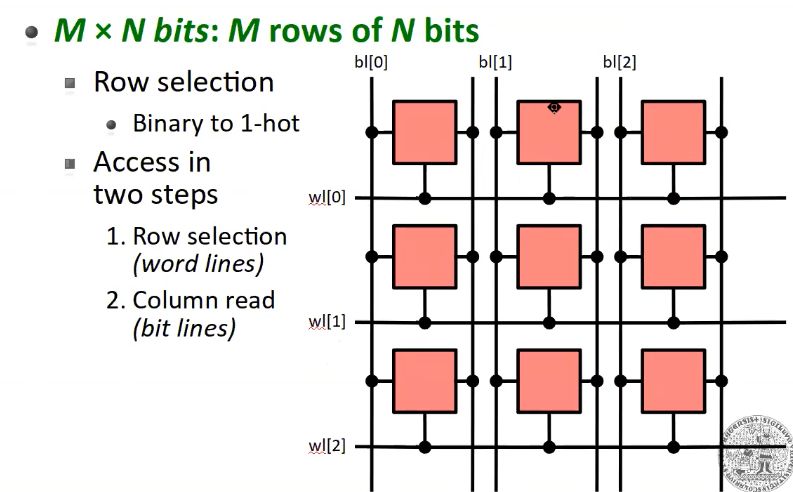 M × N bits: M rows of N bits
Row selection
Binary to 1-hot
Access in
two steps
1. Row selection
(word lines)
2. Column read
(bit lines)
bl[0] bl[1] bl[2]
wl[0]
wl[1]
wl[2]